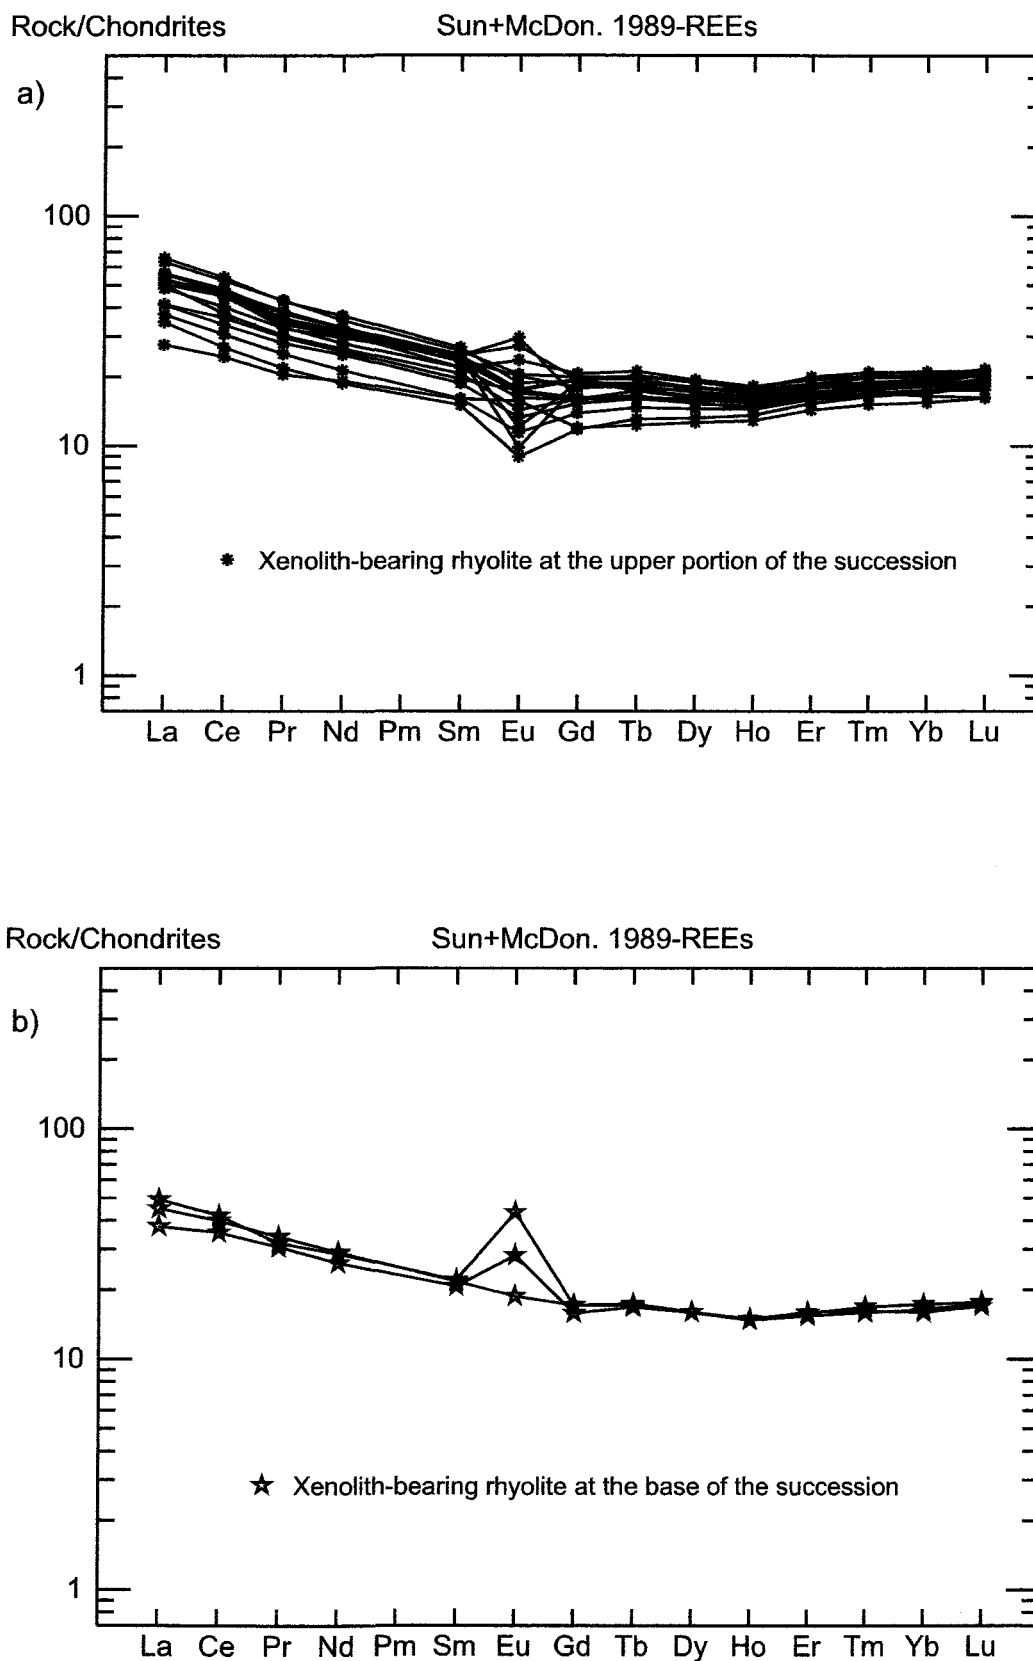 Rock/Chondrites Sun+McDon. 1989-REEs
a)
100
10
* Xenolith-bearing rhyolite at the upper portion of the succession
1
La Ce Pr Nd Pm Sm Eu Gd Tb Dy Ho Er Tm Yb Lu
Rock/Chondrites Sun+McDon. 1989-REEs
b)
100
10
Xenolith-bearing rhyolite at the base of the succession
1
La Ce Pr Nd Pm Sm Eu Gd Tb Dy Ho Er Tm Yb Lu